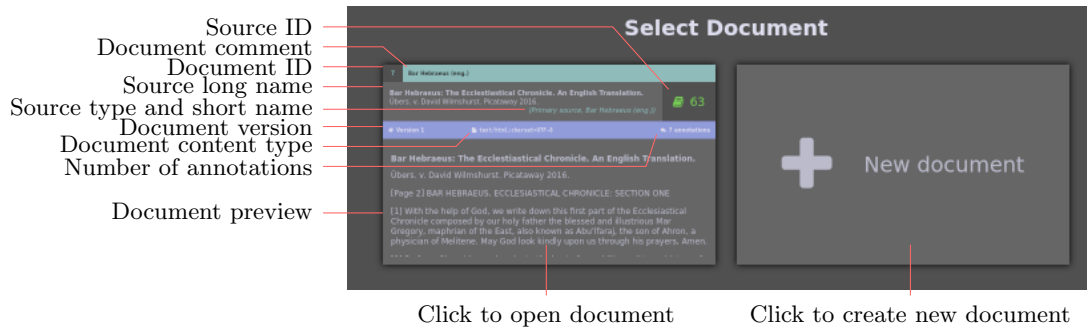 Source ID
Document comment
Document ID
Source long name
Source type and short name
Document version
Document content type
Number of annotations
Document preview
Select Document
7 Bar Hebraeus (eng.)
Bar Hebraeus: The Ecclestiastical Chronicle. An English Translation.
Übers. v. David Wilmshurst. Picataway 2016.
(Primary source, Bar Hebraeus (eng.))
63
Version 1 text/html;charset=UTF-8 7 annotations
Bar Hebraeus: The Ecclestiastical Chronicle. An English Translation.
Übers. v. David Wilmshurst. Picataway 2016.
[Page 2] BAR HEBRAEUS. ECCLESIASTICAL CHRONICLE: SECTION ONE
[1] With the help of God, we write down this first part of the Ecclesiastical
Chronicle composed by our holy father the blessed and illustrious Mar
Gregory, maphrian of the East, also known as Abu'lfaraj, the son of Ahron, a
physician of Melitene. May God look kindly upon us through his prayers. Amen.
New document
Click to open document
Click to create new document